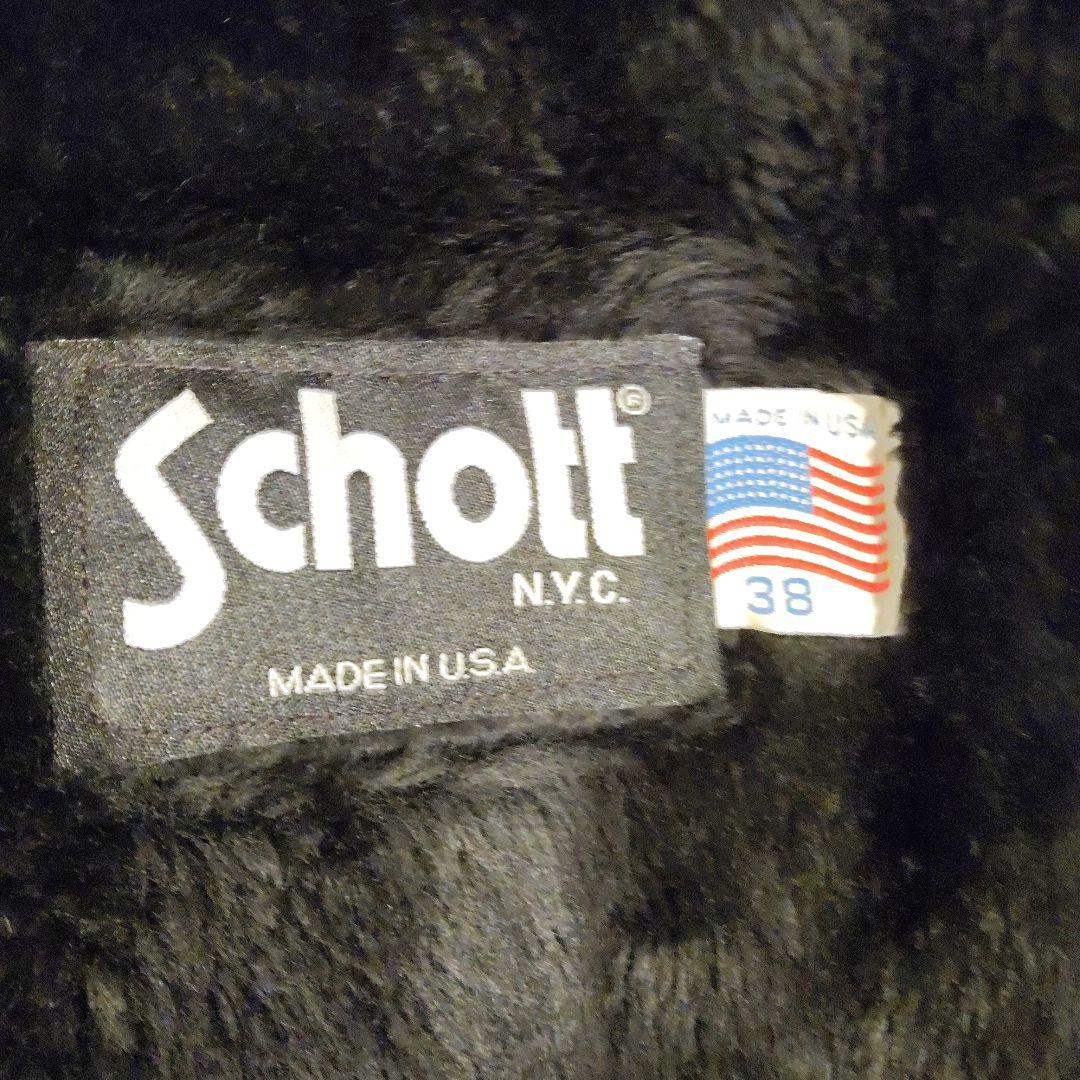 Schott®
N.Y.C.
MADE IN U.S.A
MADE IN USA
38